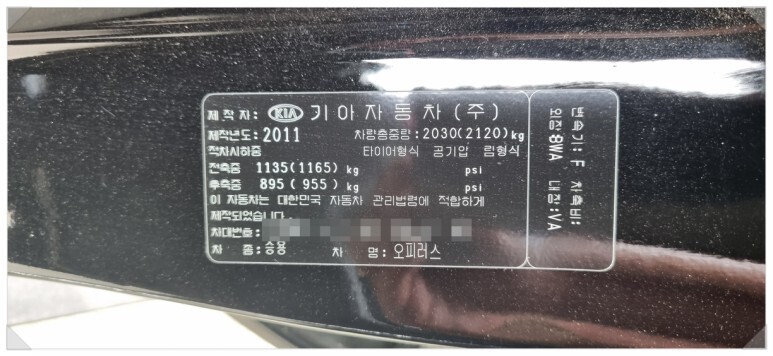 제 작 자: KIA 기아자동차(주)
제작년도: 2011 차량총중량: 2030(2120) kg
적차시하중 타이어형식 공기압 림형식
전축중 1135(1165) kg psi
후축중 895( 955) kg psi
이 자동차는 대한민국 자동차 관리법령에 적합하게
제작되었습니다.
차대번호:
차 종: 승용 차 명: 오피러스
변속기: F 차축비:
외장: 8WA 내장: VA